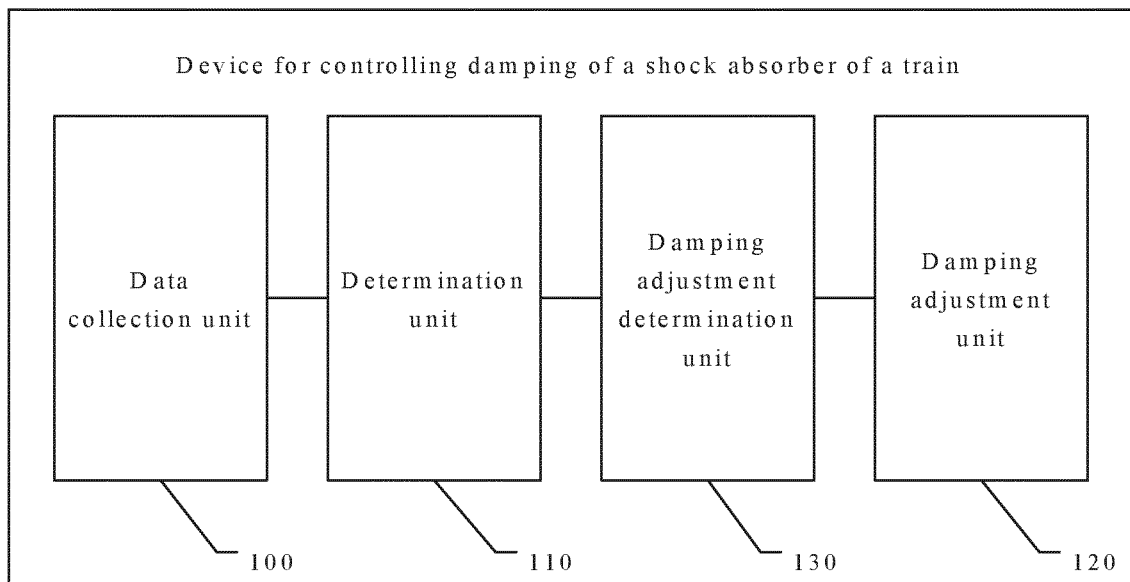 Device for controlling damping of a shock absorber of a train
Data
collection unit
Determination
unit
Damping
adjustment
determination
unit
Damping
adjustment
unit
100
110
130
120